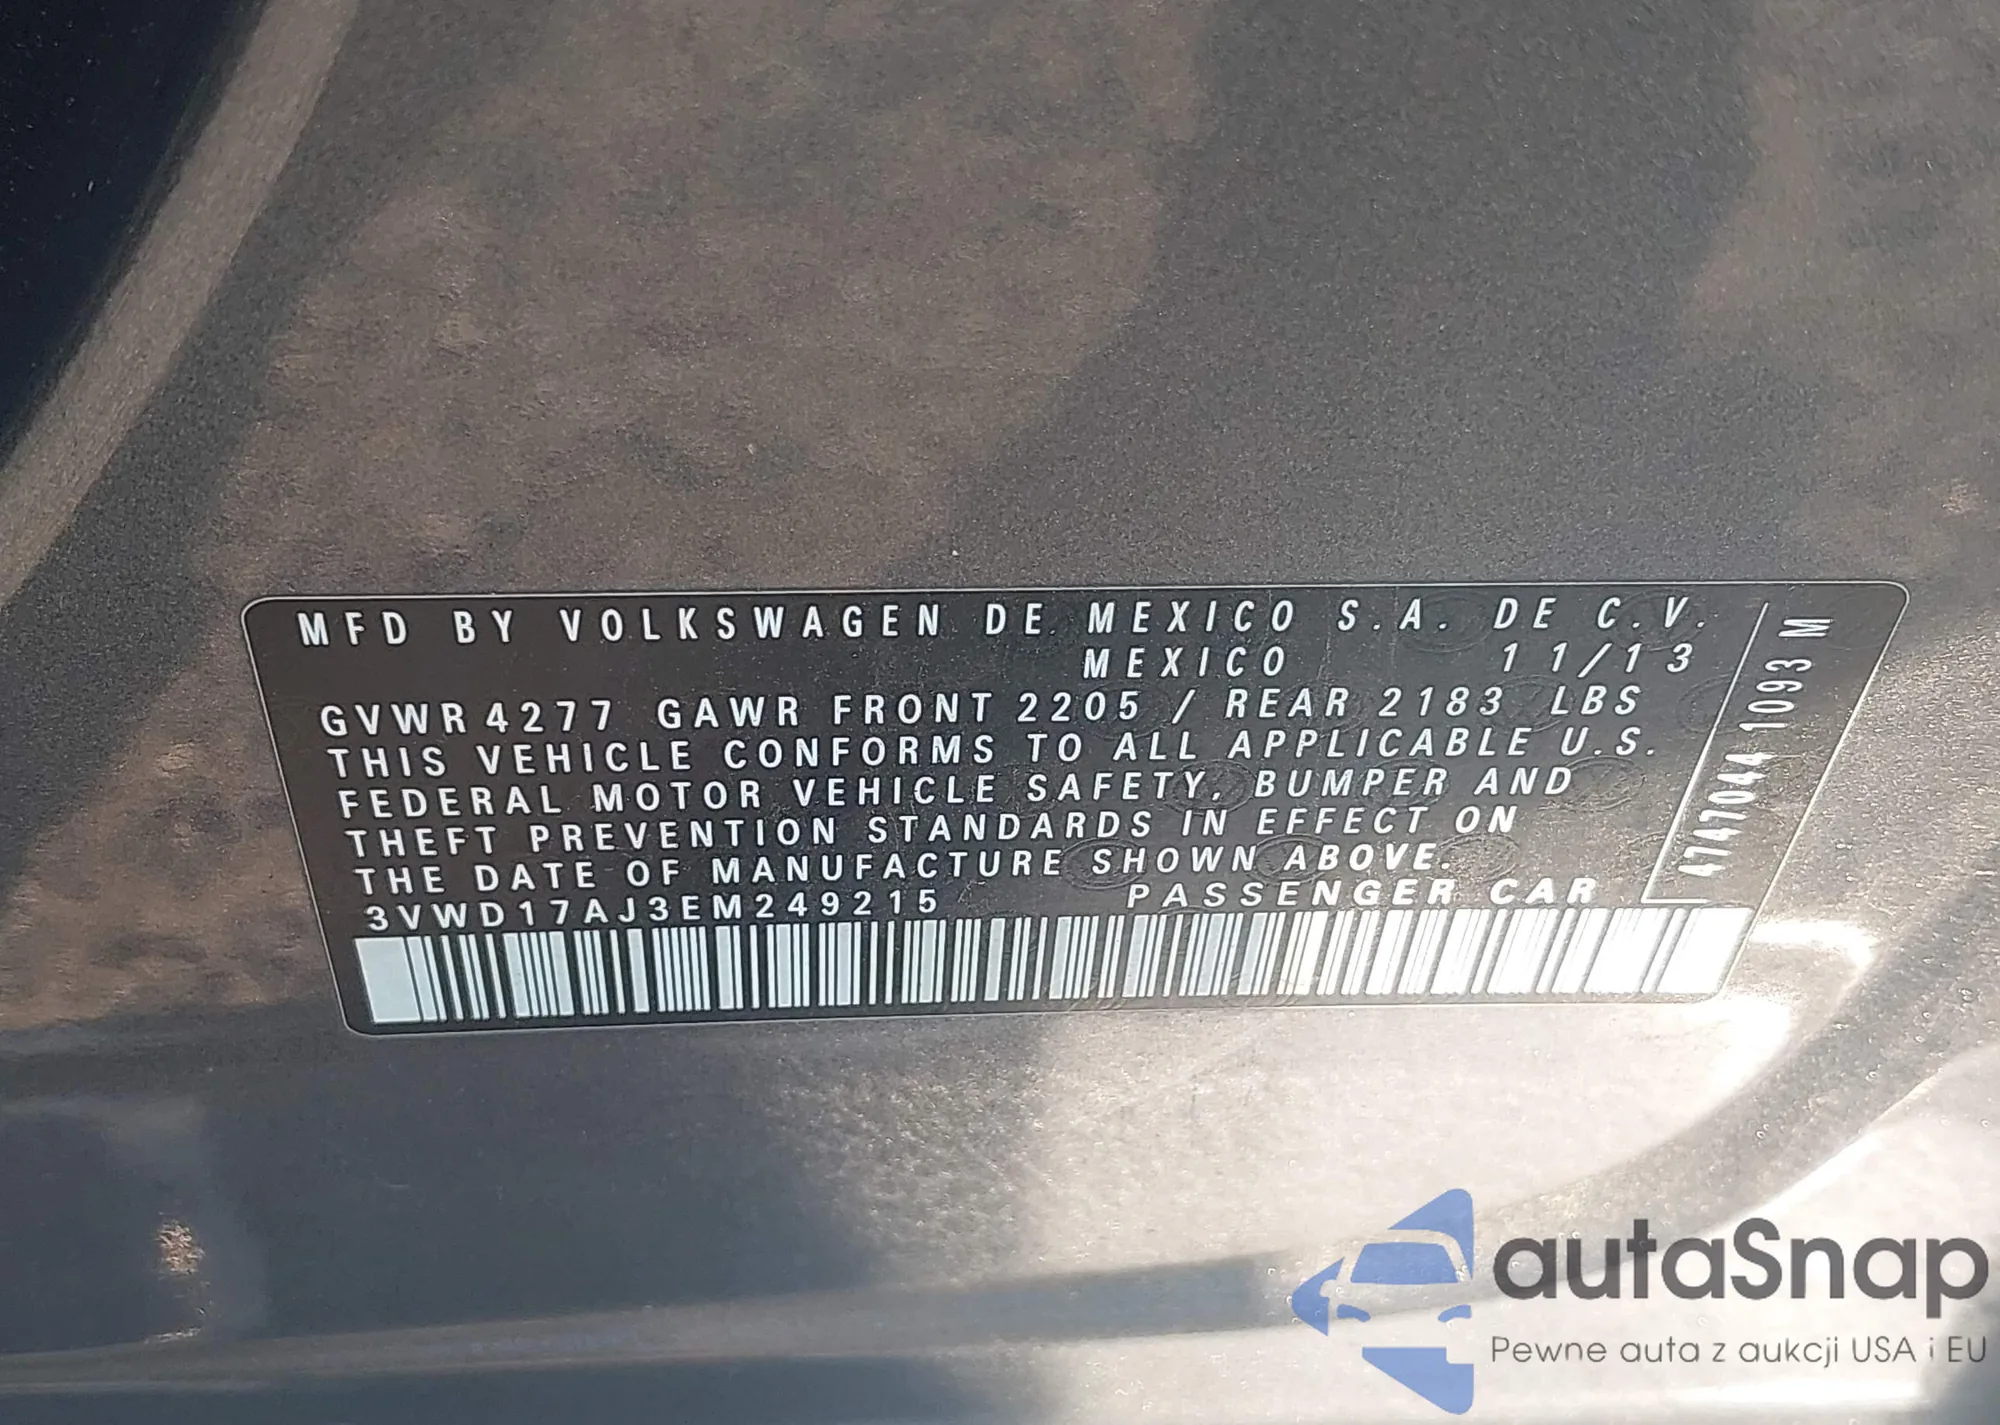 MFD BY VOLKSWAGEN DE MEXICO S.A. DE C.V.
MEXICO 11/13
GVWR 4277 GAWR FRONT 2205 / REAR 2183 LBS
THIS VEHICLE CONFORMS TO ALL APPLICABLE U.S.
FEDERAL MOTOR VEHICLE SAFETY, BUMPER AND
THEFT PREVENTION STANDARDS IN EFFECT ON
THE DATE OF MANUFACTURE SHOWN ABOVE.
3VWD17AJ3EM249215 PASSENGER CAR
4747044 1093 M
autaSnap
Pewne auta z aukcji USA i EU